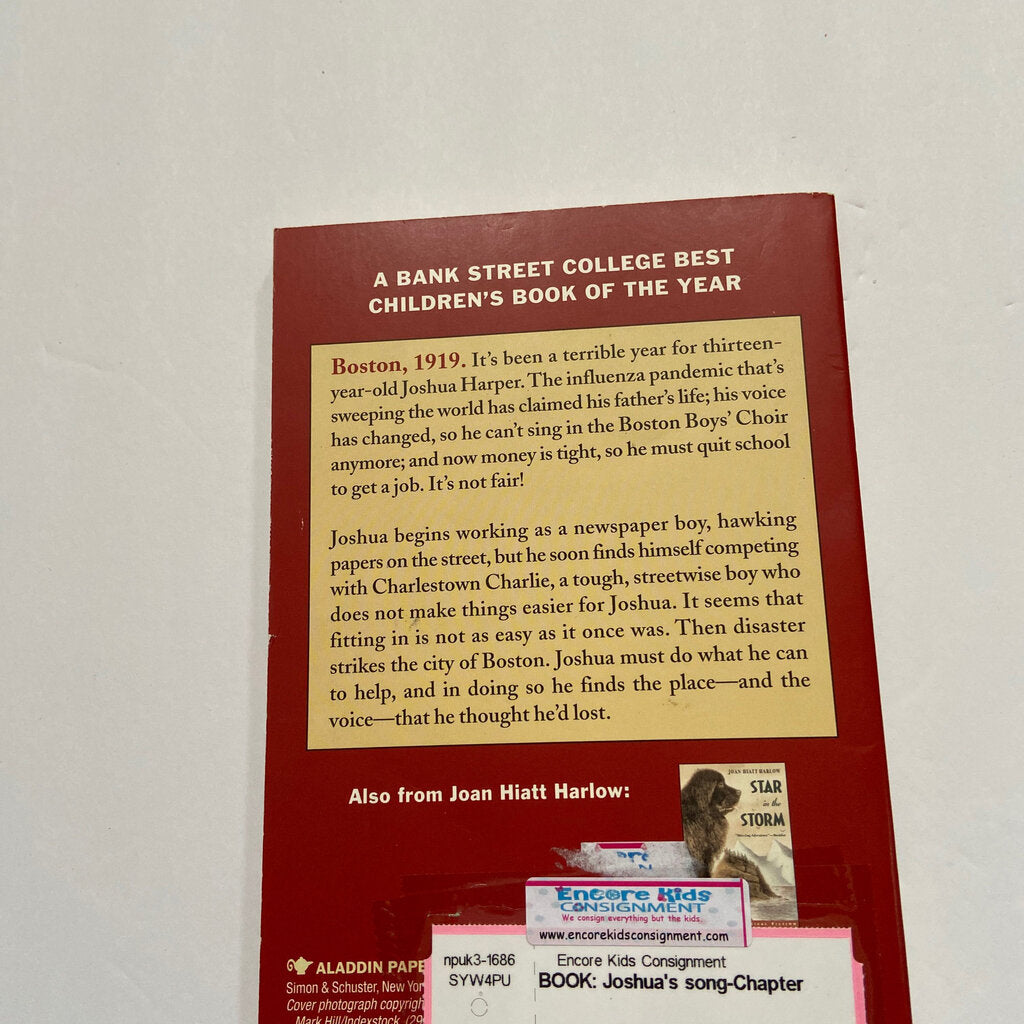 A BANK STREET COLLEGE BEST
CHILDREN'S BOOK OF THE YEAR
Boston, 1919. It's been a terrible year for thirteen-
year-old Joshua Harper. The influenza pandemic that's
sweeping the world has claimed his father's life; his voice
has changed, so he can't sing in the Boston Boys' Choir
anymore; and now money is tight, so he must quit school
to get a job. It's not fair!
Joshua begins working as a newspaper boy, hawking
papers on the street, but he soon finds himself competing
with Charlestown Charlie, a tough, streetwise boy who
does not make things easier for Joshua. It seems that
fitting in is not as easy as it once was. Then disaster
strikes the city of Boston. Joshua must do what he can
to help, and in doing so he finds the place—and the
voice—that he thought he'd lost.
Also from Joan Hiatt Harlow:
JOAN HIATT HARLOW
STAR
in the
STORM
Encore Kids
CONSIGNMENT
We consign everything but the kids.
www.encorekidsconsignment.com
npuk3-1686
SYW4PU
Encore Kids Consignment
BOOK: Joshua's song-Chapter
ALADDIN PAPE
Simon & Schuster, New Yor
Cover photograph copyrigh
Mark Hill/Indexstock. (29